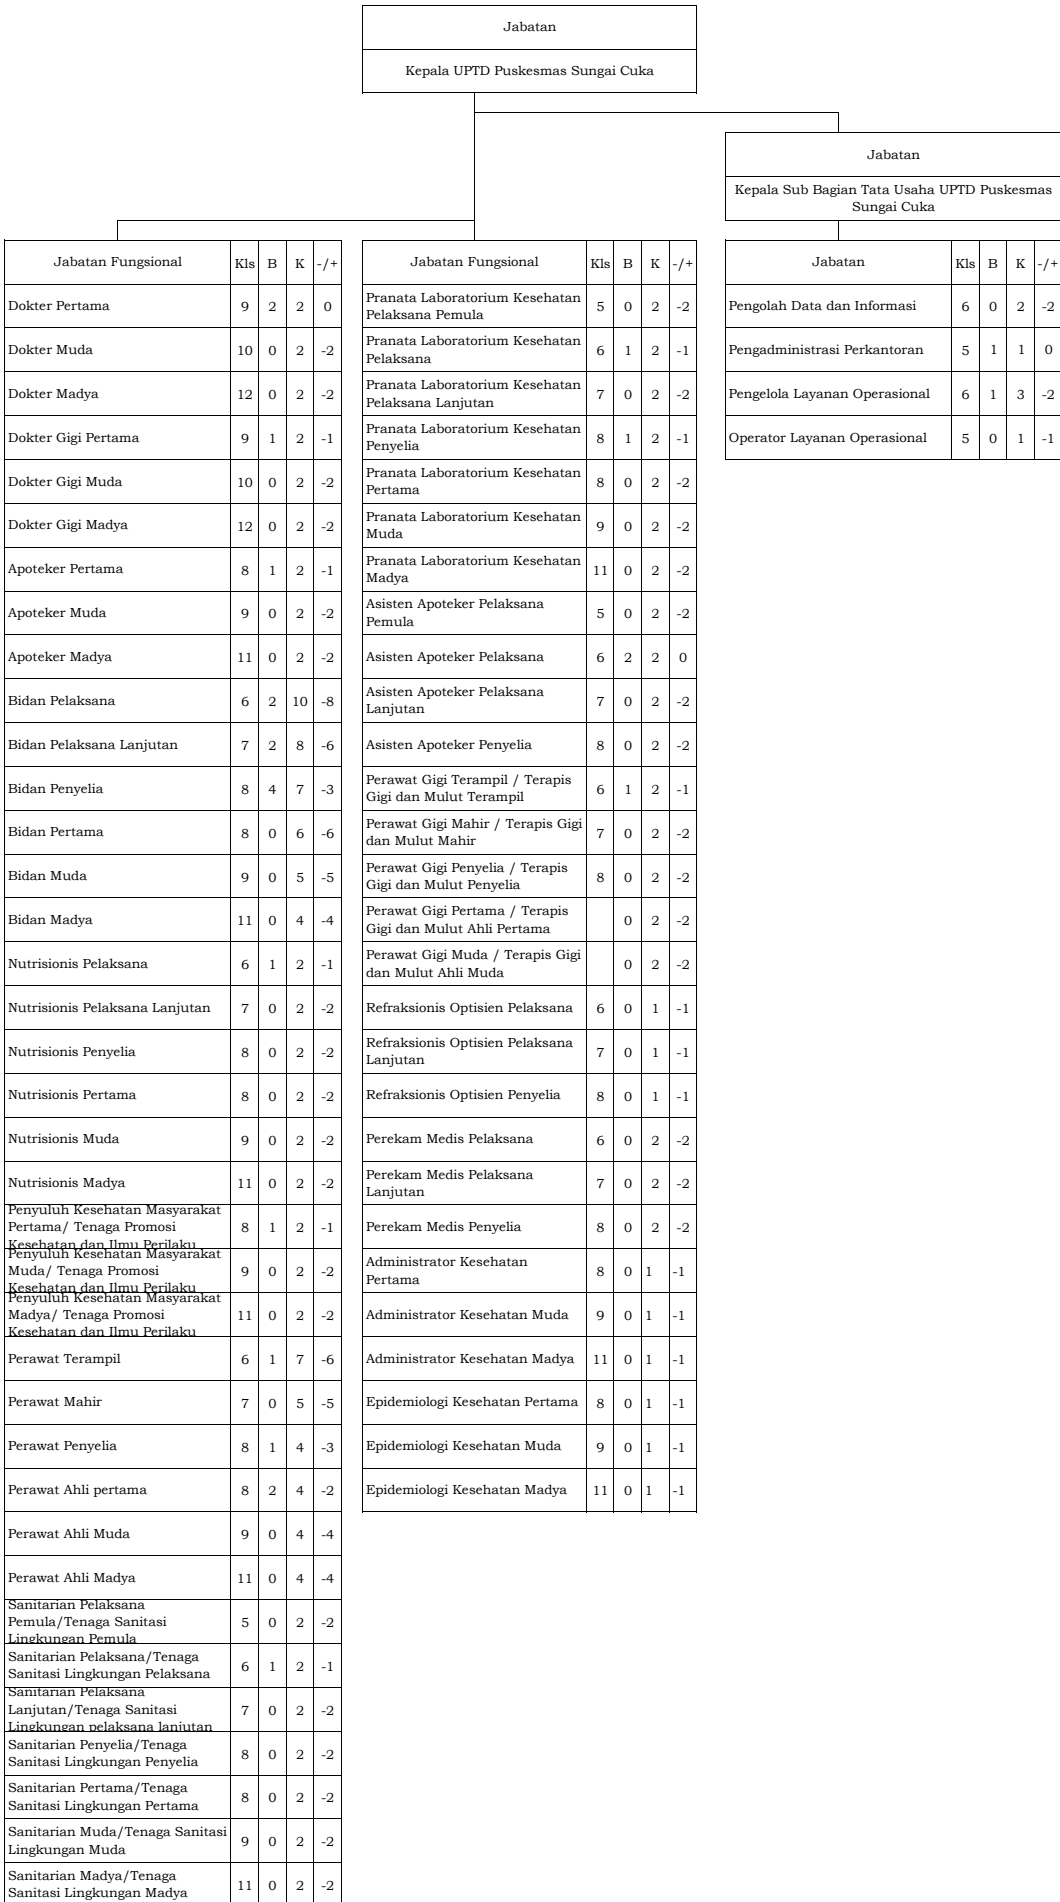 Jabatan
Kepala UPTD Puskesmas Sungai Cuka
Jabatan
Kepala Sub Bagian Tata Usaha UPTD Puskesmas
Sungai Cuka
Jabatan Fungsional Kls B K -/+
Dokter Pertama 9 2 2 0
Dokter Muda 10 0 2 -2
Dokter Madya 12 0 2 -2
Dokter Gigi Pertama 9 1 2 -1
Dokter Gigi Muda 10 0 2 -2
Dokter Gigi Madya 12 0 2 -2
Apoteker Pertama 8 1 2 -1
Apoteker Muda 9 0 2 -2
Apoteker Madya 11 0 2 -2
Bidan Pelaksana 6 2 10 -8
Bidan Pelaksana Lanjutan 7 2 8 -6
Bidan Penyelia 8 4 7 -3
Bidan Pertama 8 0 6 -6
Bidan Muda 9 0 5 -5
Bidan Madya 11 0 4 -4
Nutrisionis Pelaksana 6 1 2 -1
Nutrisionis Pelaksana Lanjutan 7 0 2 -2
Nutrisionis Penyelia 8 0 2 -2
Nutrisionis Pertama 8 0 2 -2
Nutrisionis Muda 9 0 2 -2
Nutrisionis Madya 11 0 2 -2
Penyuluh Kesehatan Masyarakat
Pertama/ Tenaga Promosi 8 1 2 -1
Kesehatan dan Ilmu Perilaku
Penyuluh Kesehatan Masyarakat
Muda/ Tenaga Promosi 9 0 2 -2
Kesehatan dan Ilmu Perilaku
Penyuluh Kesehatan Masyarakat
Madya/ Tenaga Promosi 11 0 2 -2
Kesehatan dan Ilmu Perilaku
Perawat Terampil 6 1 7 -6
Perawat Mahir 7 0 5 -5
Perawat Penyelia 8 1 4 -3
Perawat Ahli pertama 8 2 4 -2
Perawat Ahli Muda 9 0 4 -4
Perawat Ahli Madya 11 0 4 -4
Sanitarian Pelaksana
Pemula/Tenaga Sanitasi 5 0 2 -2
Lingkungan Pemula
Sanitarian Pelaksana/Tenaga
Sanitasi Lingkungan Pelaksana 6 1 2 -1
Sanitarian Pelaksana
Lanjutan/Tenaga Sanitasi 7 0 2 -2
Lingkungan pelaksana lanjutan
Sanitarian Penyelia/Tenaga
Sanitasi Lingkungan Penyelia 8 0 2 -2
Sanitarian Pertama/Tenaga
Sanitasi Lingkungan Pertama 8 0 2 -2
Sanitarian Muda/Tenaga Sanitasi
Lingkungan Muda 9 0 2 -2
Sanitarian Madya/Tenaga
Sanitasi Lingkungan Madya 11 0 2 -2
Jabatan Fungsional Kls B K -/+
Pranata Laboratorium Kesehatan
Pelaksana Pemula 5 0 2 -2
Pranata Laboratorium Kesehatan
Pelaksana 6 1 2 -1
Pranata Laboratorium Kesehatan
Pelaksana Lanjutan 7 0 2 -2
Pranata Laboratorium Kesehatan
Penyelia 8 1 2 -1
Pranata Laboratorium Kesehatan
Pertama 8 0 2 -2
Pranata Laboratorium Kesehatan
Muda 9 0 2 -2
Pranata Laboratorium Kesehatan
Madya 11 0 2 -2
Asisten Apoteker Pelaksana
Pemula 5 0 2 -2
Asisten Apoteker Pelaksana 6 2 2 0
Asisten Apoteker Pelaksana
Lanjutan 7 0 2 -2
Asisten Apoteker Penyelia 8 0 2 -2
Perawat Gigi Terampil / Terapis
Gigi dan Mulut Terampil 6 1 2 -1
Perawat Gigi Mahir / Terapis Gigi
dan Mulut Mahir 7 0 2 -2
Perawat Gigi Penyelia / Terapis
Gigi dan Mulut Penyelia 8 0 2 -2
Perawat Gigi Pertama / Terapis
Gigi dan Mulut Ahli Pertama 0 2 -2
Perawat Gigi Muda / Terapis Gigi
dan Mulut Ahli Muda 0 2 -2
Refraksionis Optisien Pelaksana 6 0 1 -1
Refraksionis Optisien Pelaksana
Lanjutan 7 0 1 -1
Refraksionis Optisien Penyelia 8 0 1 -1
Perekam Medis Pelaksana 6 0 2 -2
Perekam Medis Pelaksana
Lanjutan 7 0 2 -2
Perekam Medis Penyelia 8 0 2 -2
Administrator Kesehatan
Pertama 8 0 1 -1
Administrator Kesehatan Muda 9 0 1 -1
Administrator Kesehatan Madya 11 0 1 -1
Epidemiologi Kesehatan Pertama 8 0 1 -1
Epidemiologi Kesehatan Muda 9 0 1 -1
Epidemiologi Kesehatan Madya 11 0 1 -1
Jabatan Kls B K -/+
Pengolah Data dan Informasi 6 0 2 -2
Pengadministrasi Perkantoran 5 1 1 0
Pengelola Layanan Operasional 6 1 3 -2
Operator Layanan Operasional 5 0 1 -1